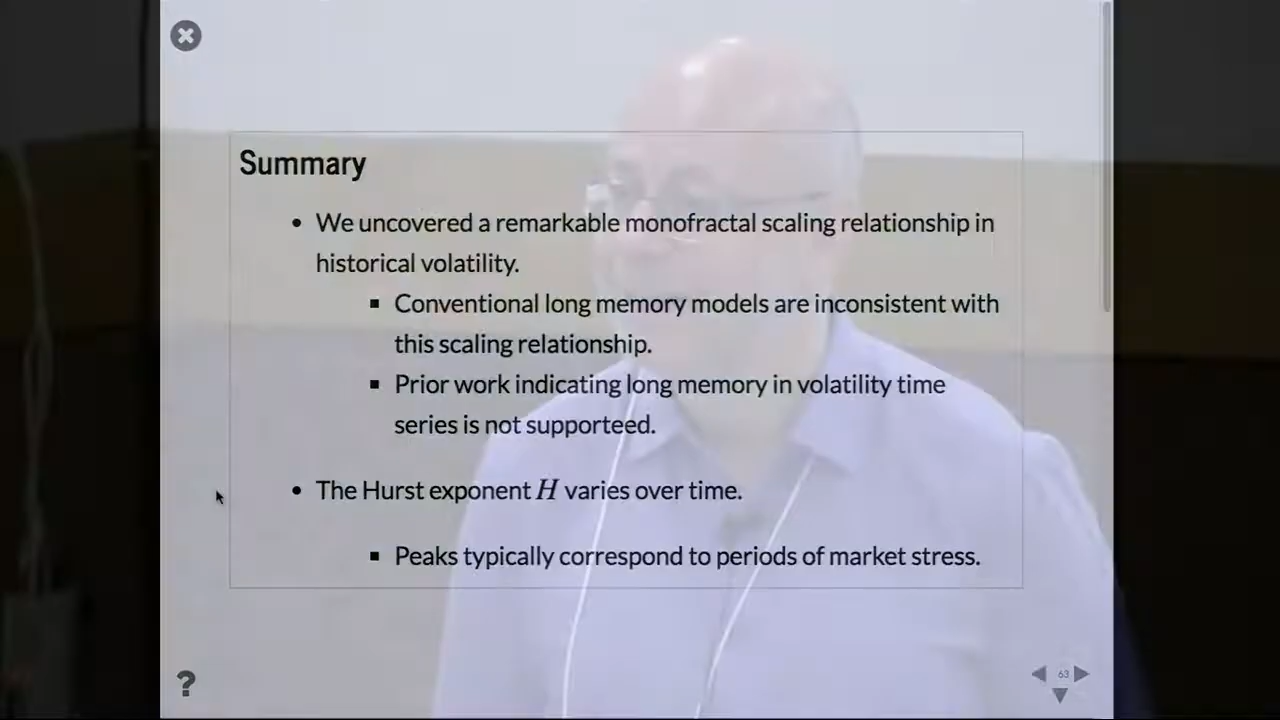 Summary
• We uncovered a remarkable monofractal scaling relationship in
historical volatility.
▪ Conventional long memory models are inconsistent with
this scaling relationship.
▪ Prior work indicating long memory in volatility time
series is not supporteed.
• The Hurst exponent H varies over time.
▪ Peaks typically correspond to periods of market stress.
?
63